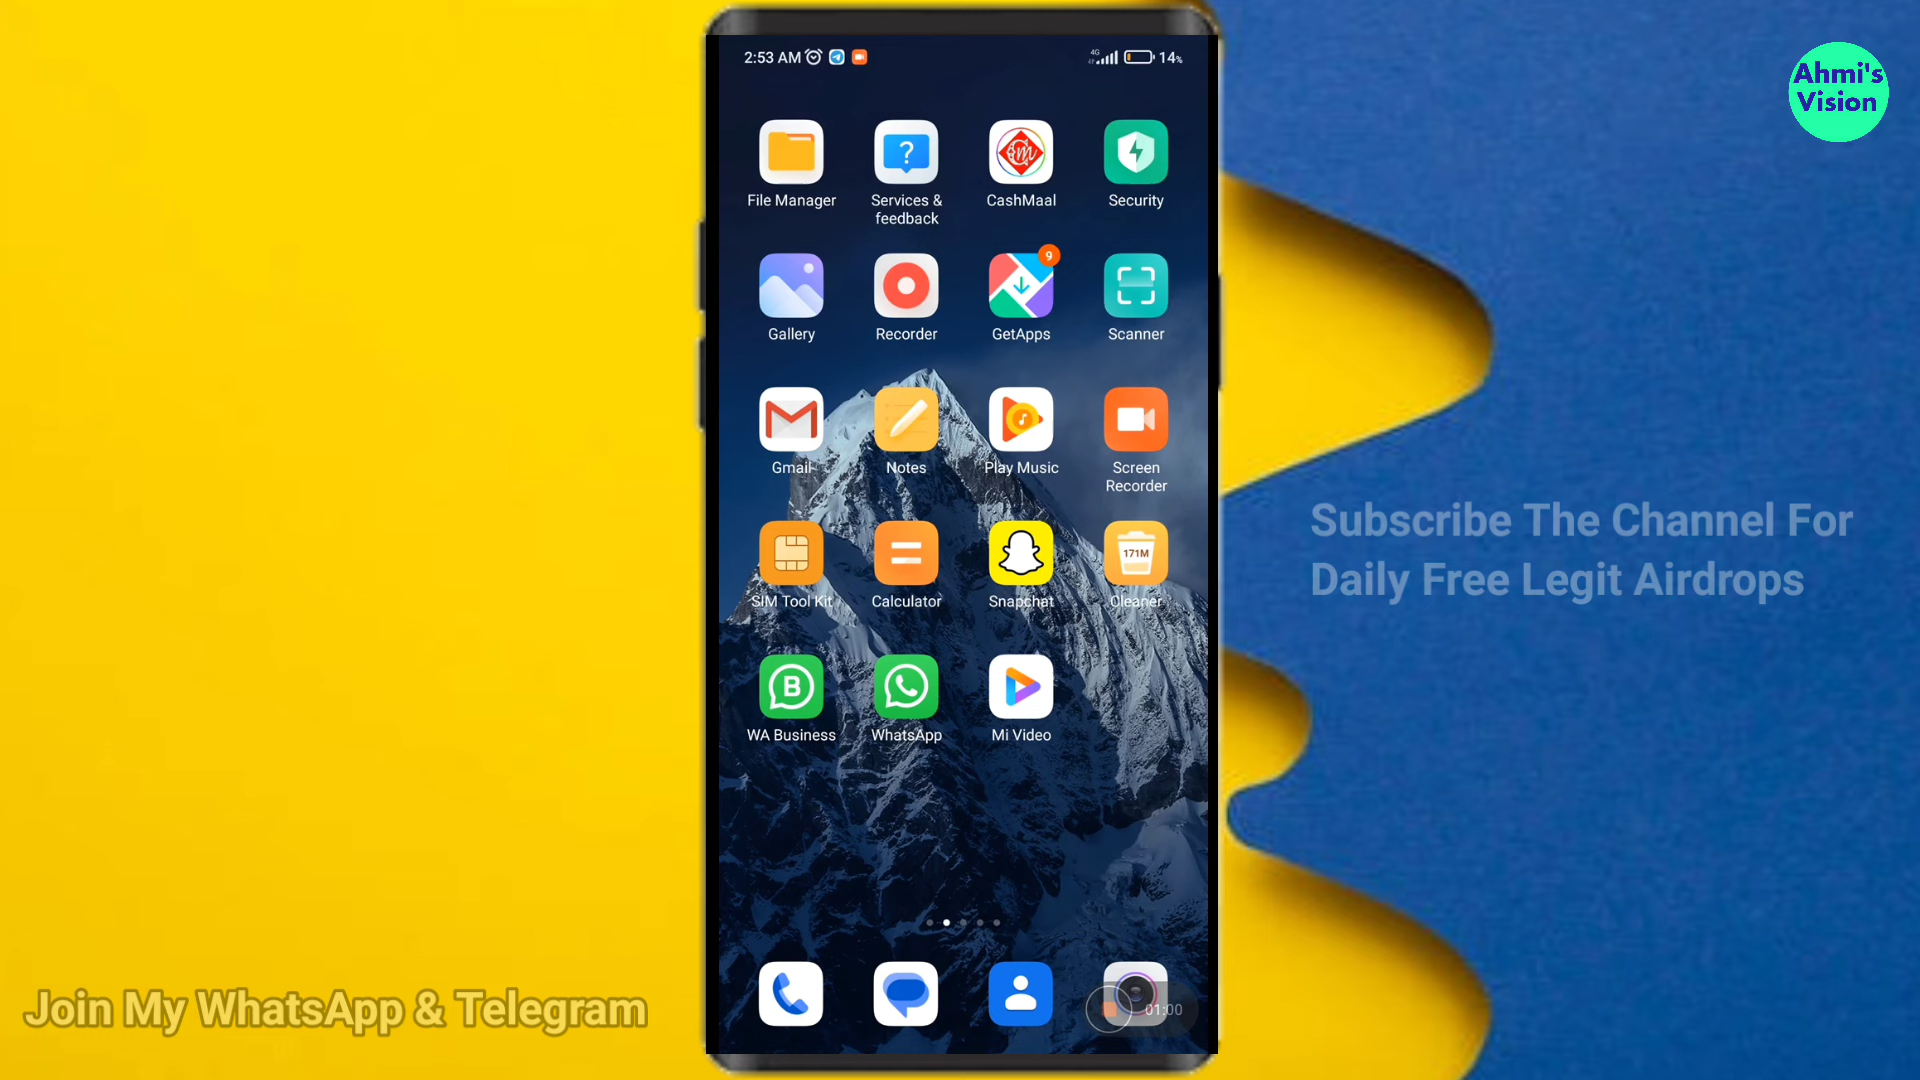 2:53 AM
4G
14%
Ahmi's
Vision
File Manager
Services &
feedback
CashMaal
Security
9
Gallery
Recorder
GetApps
Scanner
Gmail
Notes
Play Music
Screen
Recorder
171M
SIM Tool Kit
Calculator
Snapchat
Cleaner
B
WA Business
WhatsApp
Mi Video
Subscribe The Channel For
Daily Free Legit Airdrops
Join My WhatsApp & Telegram
01:00